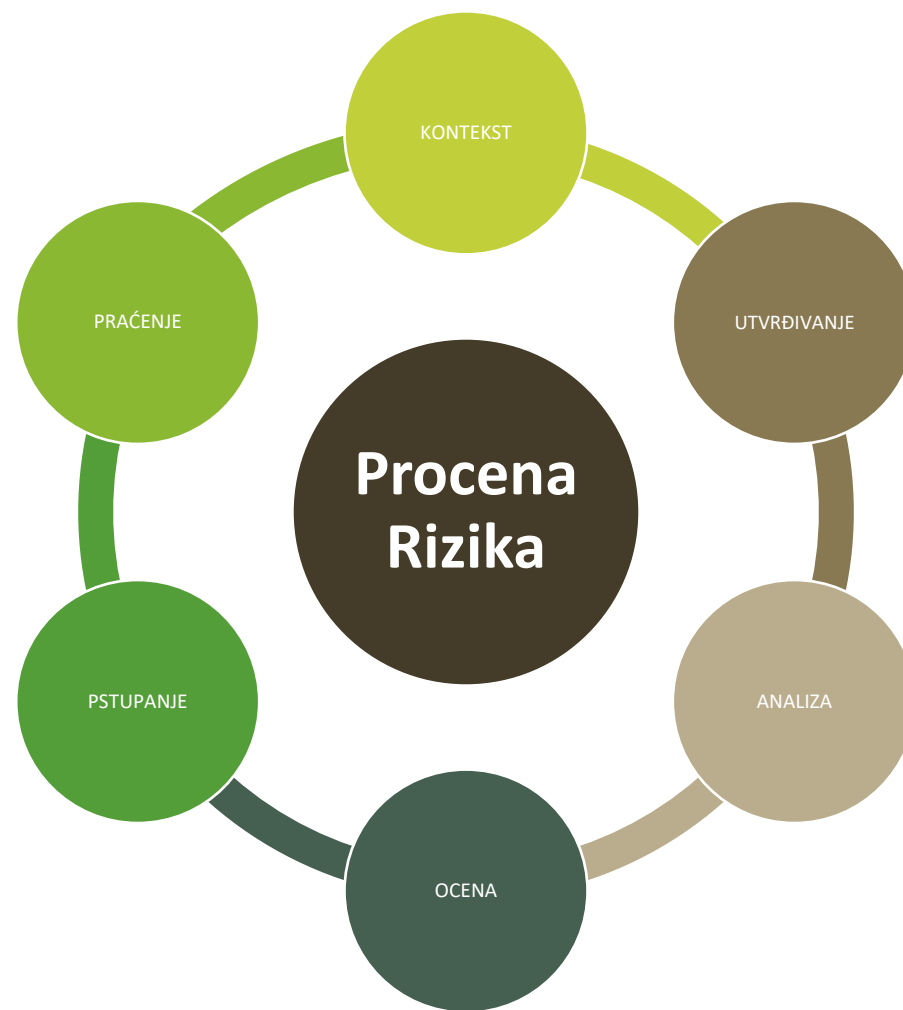 KONTEKST
UTVRĐIVANJE
ANALIZA
OCENA
PSTUPANJE
PRAĆENJE
Procena
Rizika